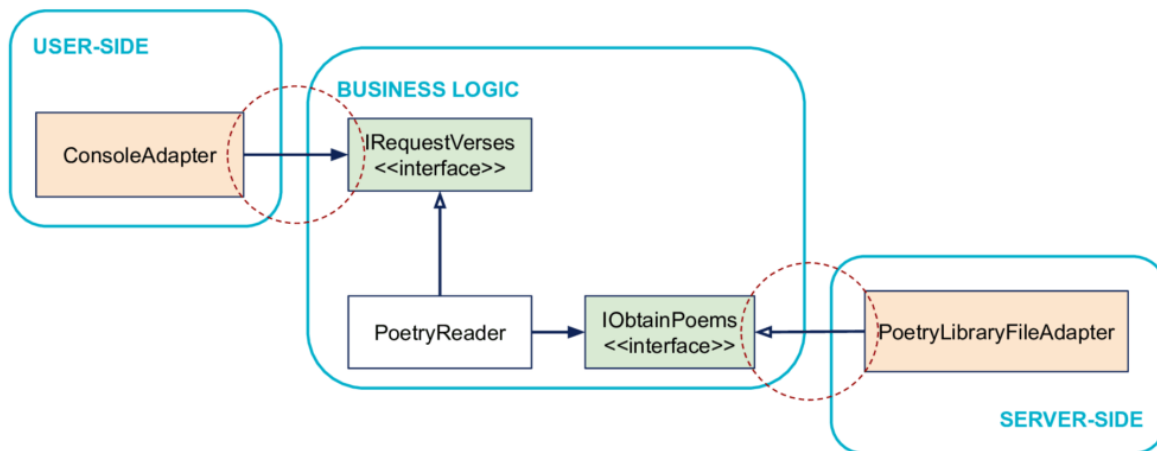 USER-SIDE
BUSINESS LOGIC
ConsoleAdapter
IRequestVerses
<<interface>>
PoetryReader
IObtainPoems
<<interface>>
PoetryLibraryFileAdapter
SERVER-SIDE